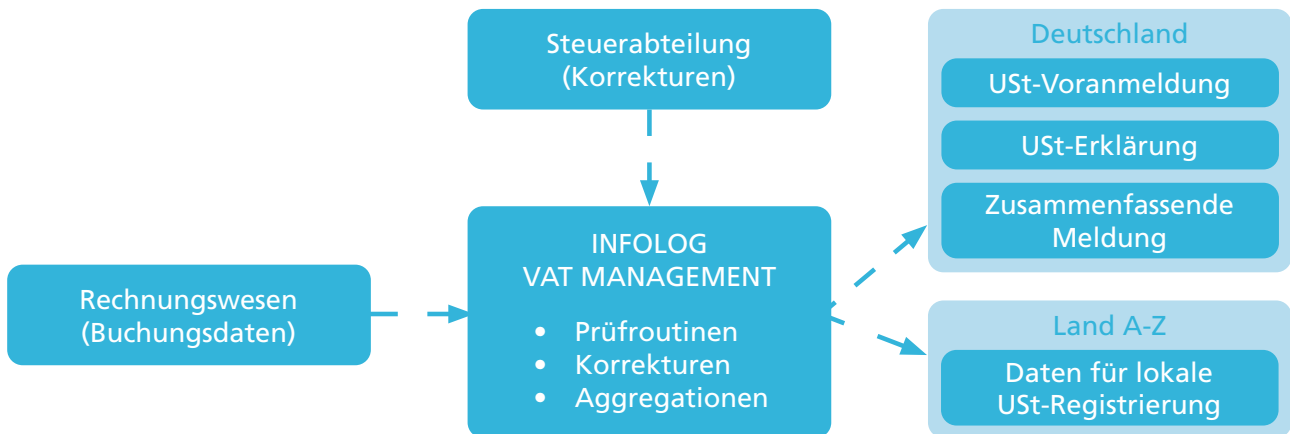 Steuerabteilung
(Korrekturen)
Rechnungswesen
(Buchungsdaten)
INFOLOG
VAT MANAGEMENT
• Prüfroutinen
• Korrekturen
• Aggregationen
Deutschland
USt-Voranmeldung
USt-Erklärung
Zusammenfassende
Meldung
Land A-Z
Daten für lokale
USt-Registrierung